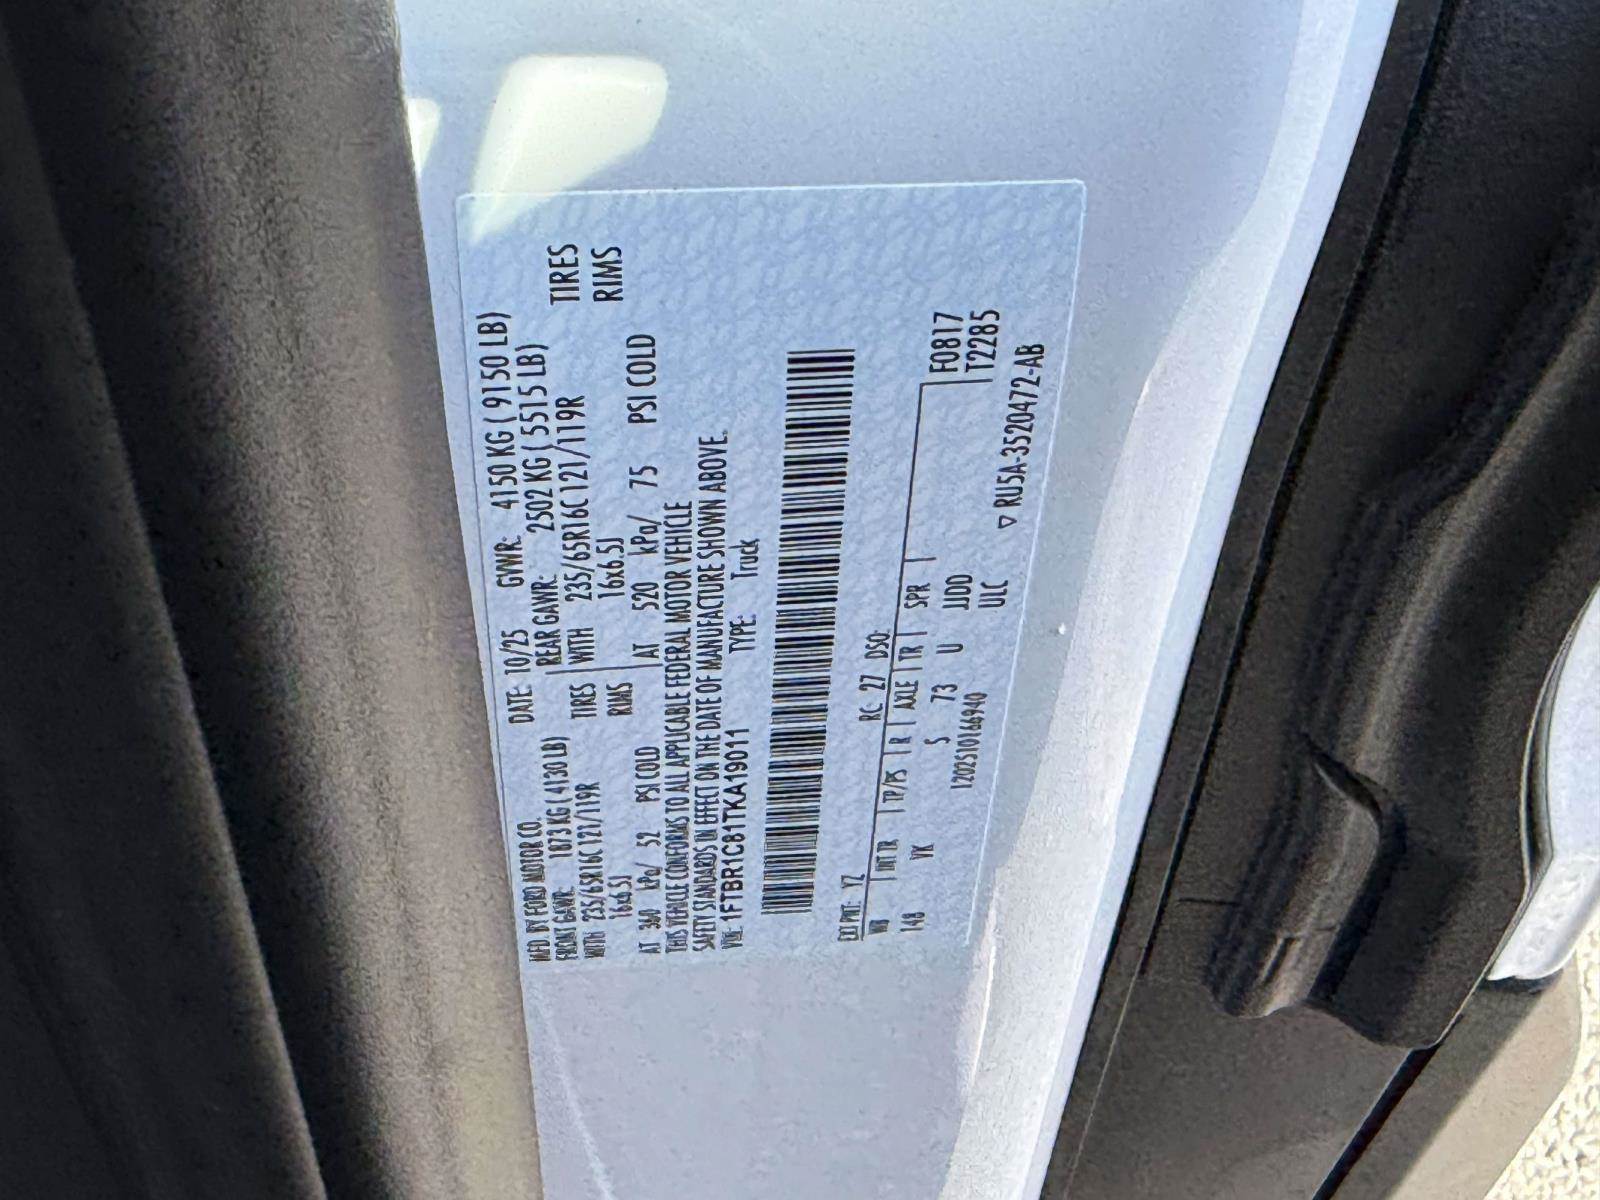 MFD. BY FORD MOTOR CO. DATE: 10/25 GVWR: 4150 KG ( 9150 LB)
FRONT GAWR: 1873 KG ( 4130 LB) REAR GAWR: 2502 KG ( 5515 LB)
WITH 235/65R16C 121/119R TIRES WITH 235/65R16C 121/119R TIRES
16x6.5J RIMS 16x6.5J RIMS
AT 360 kPa/ 52 PSI COLD AT 520 kPa/ 75 PSI COLD
THIS VEHICLE CONFORMS TO ALL APPLICABLE FEDERAL MOTOR VEHICLE
SAFETY STANDARDS IN EFFECT ON THE DATE OF MANUFACTURE SHOWN ABOVE.
VIN: 1FTBR1C81TKA19011 TYPE: Truck
EXT PNT: YZ RC: 27 DSO:
WB INT TR TP/PS R AXLE TR SPR F0817
148 VK S 73 U JJDD T2285
1202510164940 ULC
▽ RU5A-3520472-AB